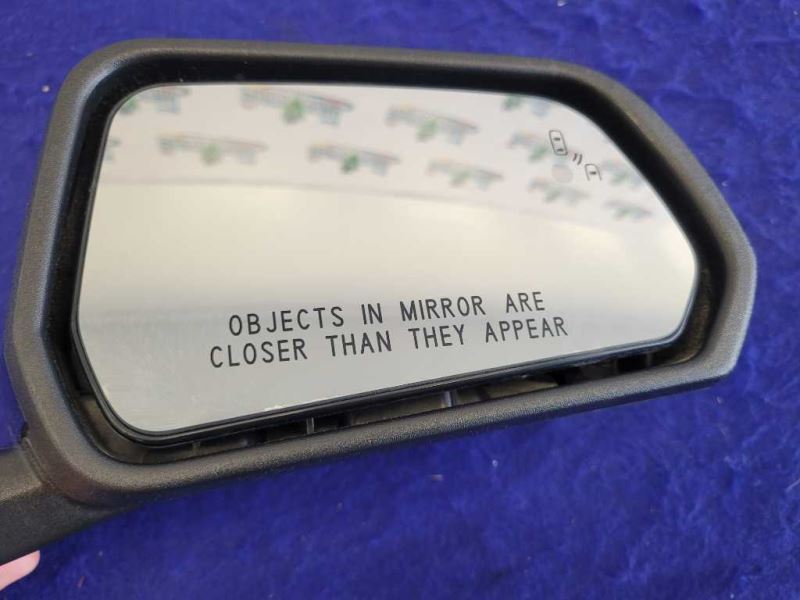 OBJECTS IN MIRROR ARE
CLOSER THAN THEY APPEAR